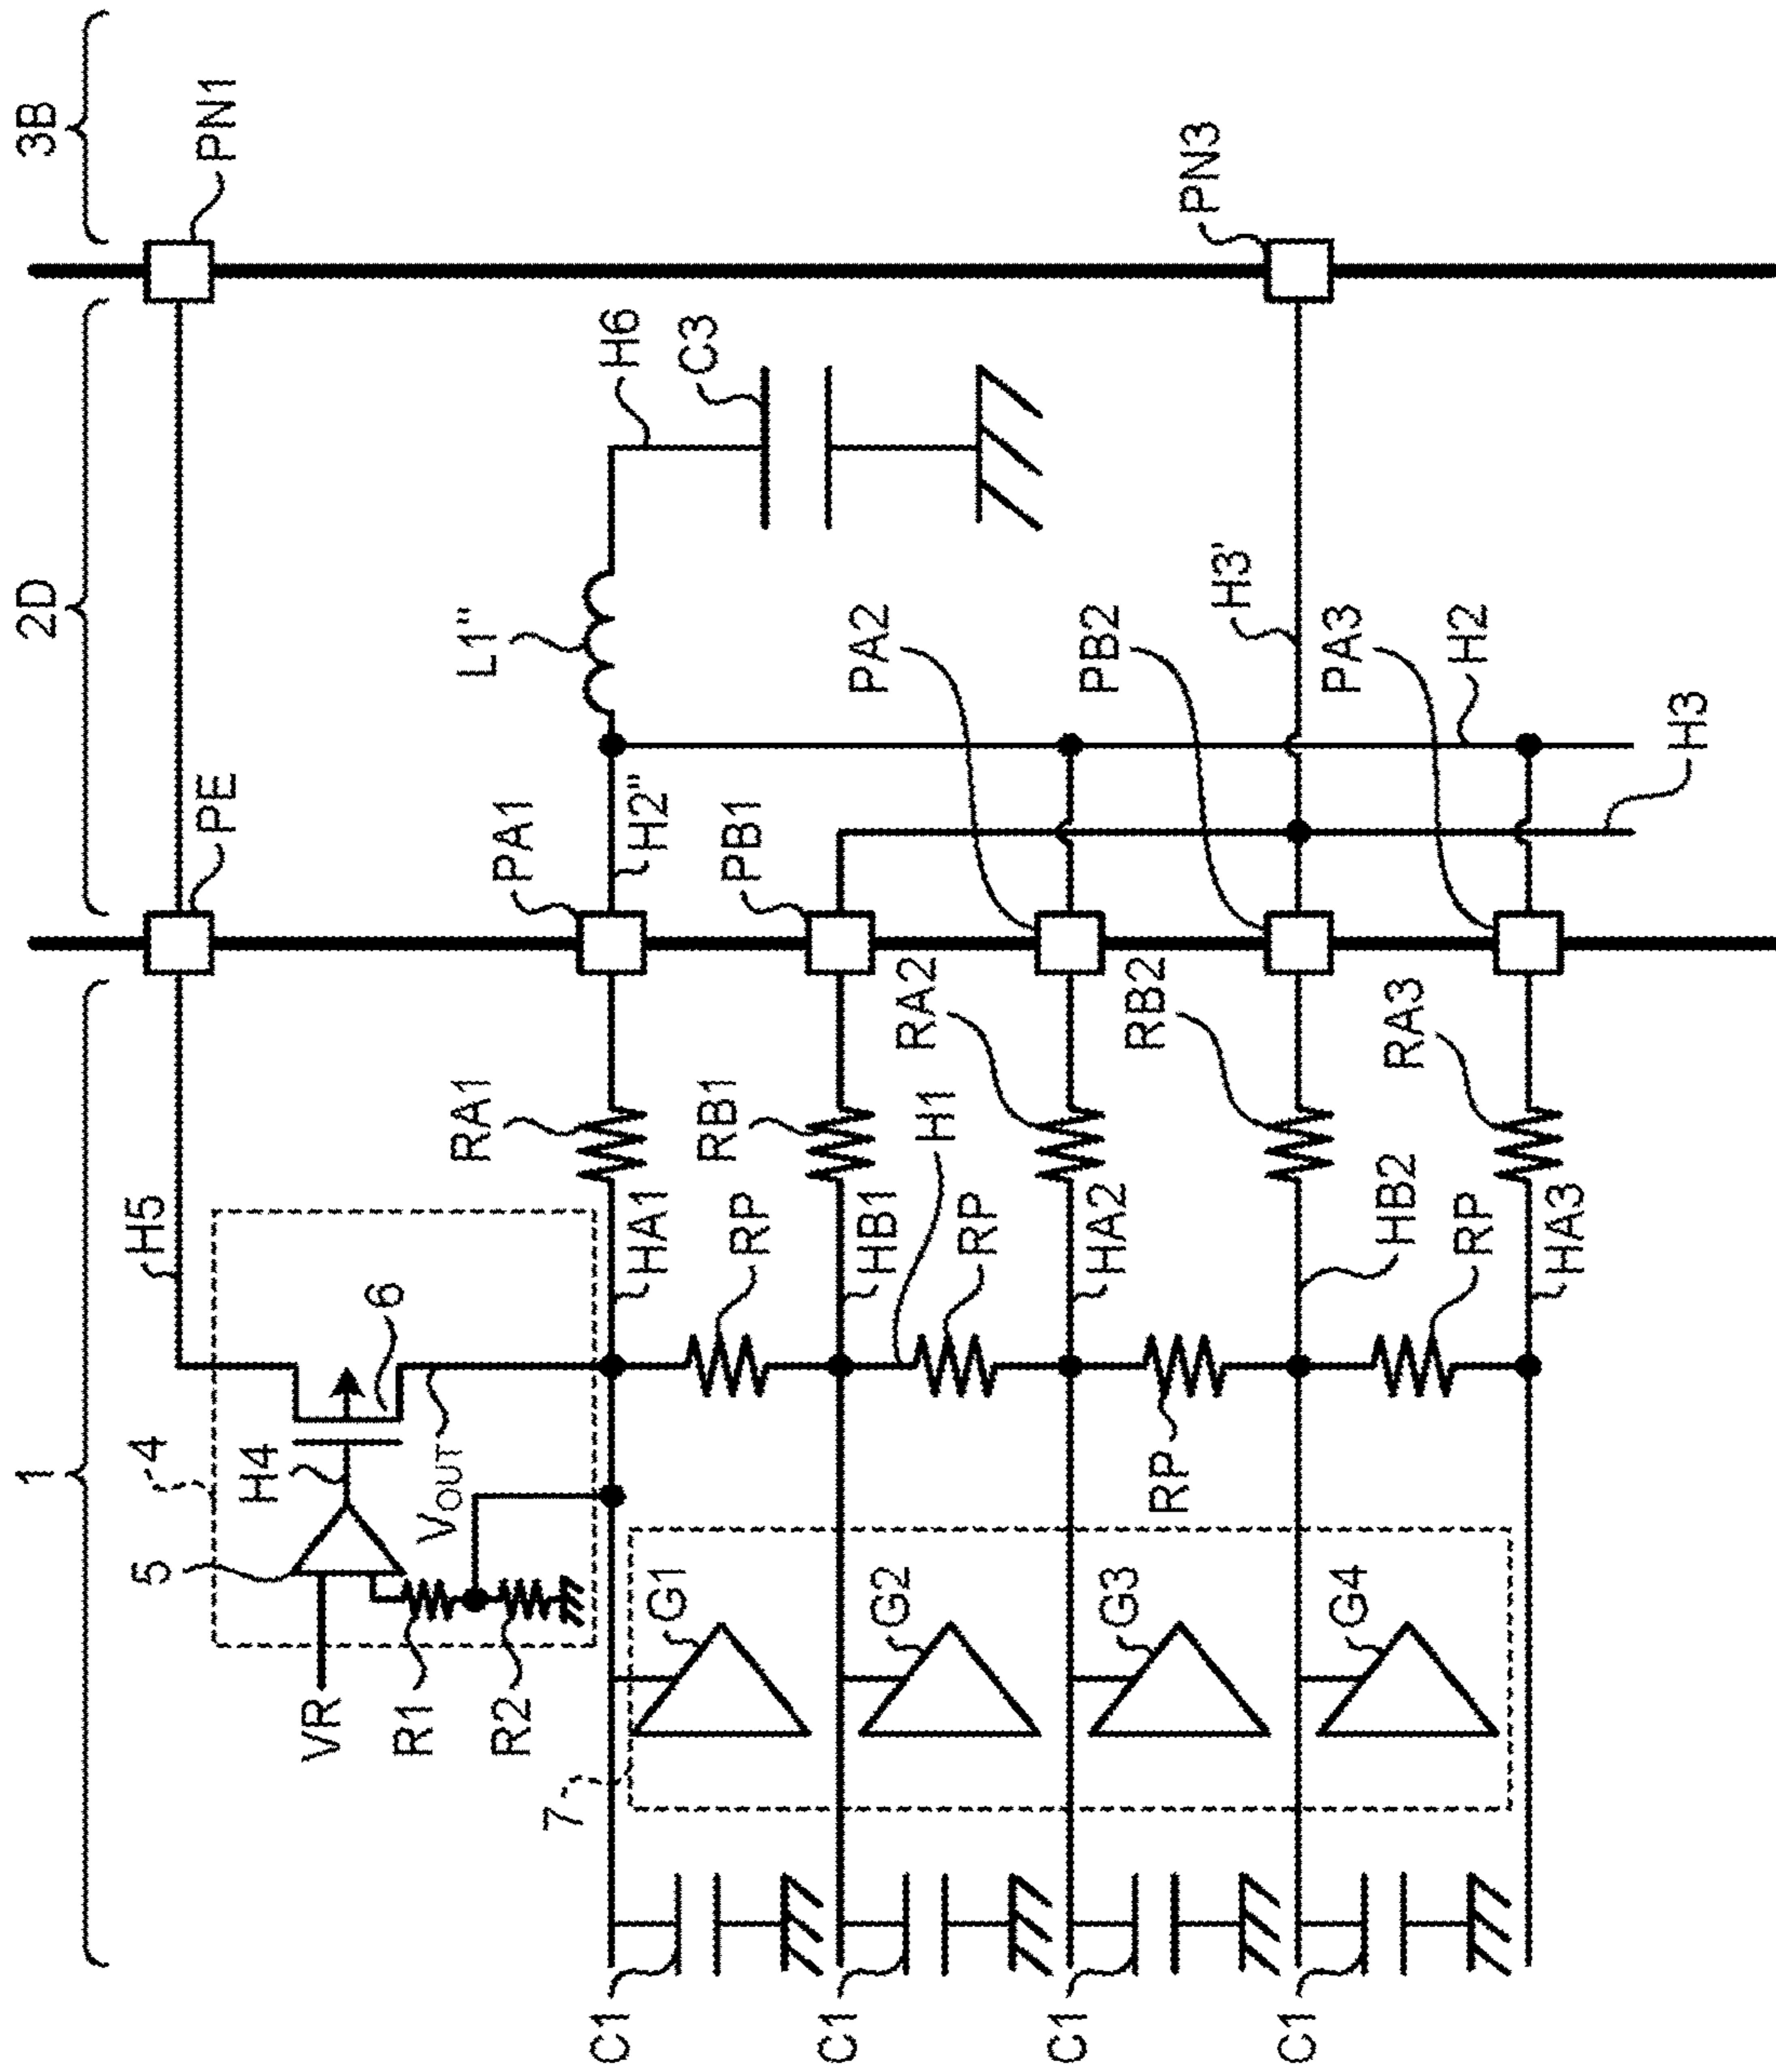 1
2D
3B
H5
PE
PN1
4
H4
6
5
VR
R1
R2
V_OUT
7
RA1
HA1
PA1
H2"
L1"
H6
C3
G1
RP
RB1
HB1
PB1
G2
H1
RP
RA2
HA2
PA2
G3
RP
RB2
HB2
PB2
H3'
PN3
G4
RP
RA3
HA3
PA3
H2
H3
C1
C1
C1
C1